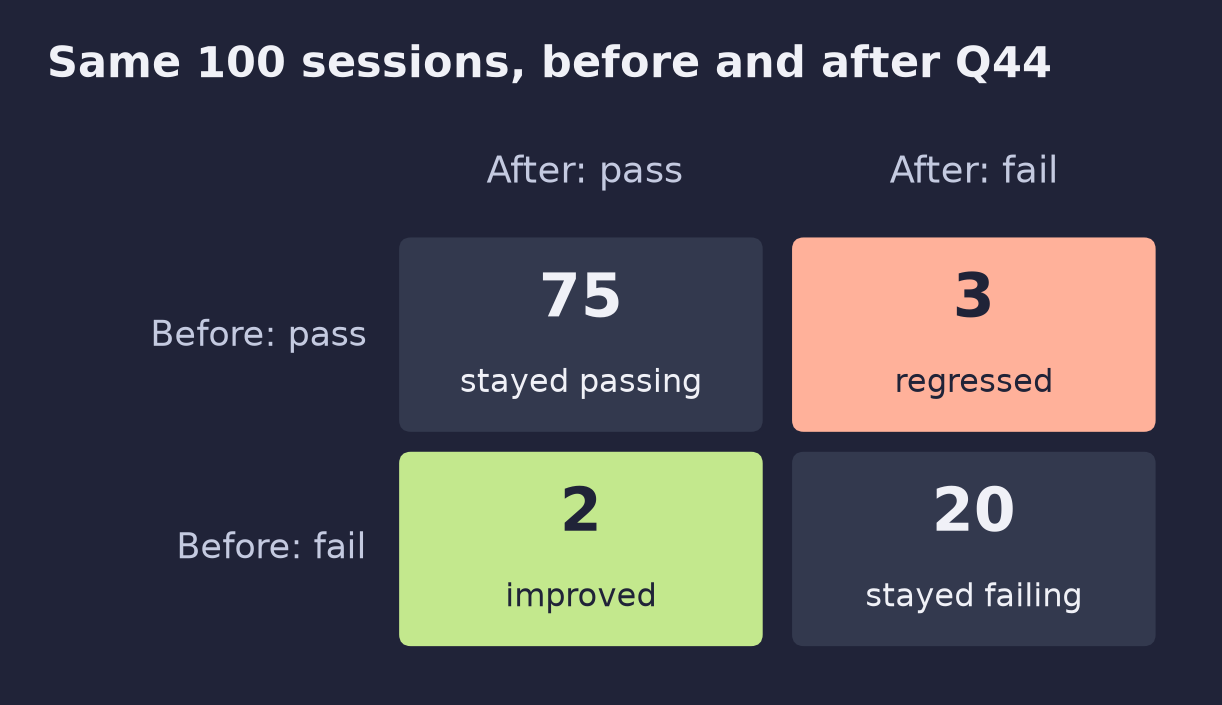 Same 100 sessions, before and after Q44
After: pass
After: fail
Before: pass
75
stayed passing
3
regressed
Before: fail
2
improved
20
stayed failing